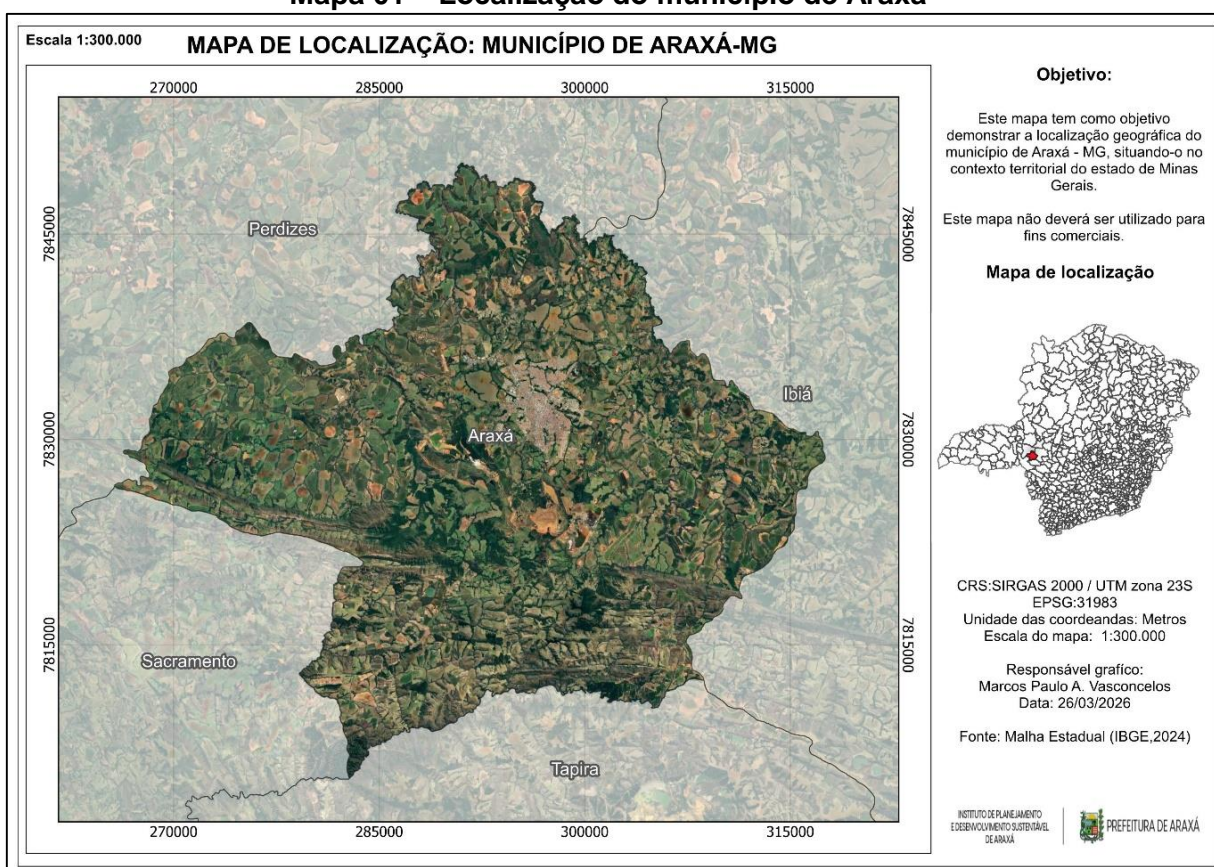 Mapa 01 – Localização do município de Araxá
Escala 1:300.000
MAPA DE LOCALIZAÇÃO: MUNICÍPIO DE ARAXÁ-MG
270000
285000
300000
315000
7845000
7845000
Perdizes
Ibiá
7830000
7830000
Araxá
7815000
7815000
Sacramento
Tapira
270000
285000
300000
315000
Objetivo:
Este mapa tem como objetivo
demonstrar a localização geográfica do
município de Araxá - MG, situando-o no
contexto territorial do estado de Minas
Gerais.
Este mapa não deverá ser utilizado para
fins comerciais.
Mapa de localização
CRS:SIRGAS 2000 / UTM zona 23S
EPSG:31983
Unidade das coordeandas: Metros
Escala do mapa: 1:300.000
Responsável grafíco:
Marcos Paulo A. Vasconcelos
Data: 26/03/2026
Fonte: Malha Estadual (IBGE,2024)
INSTITUTO DE PLANEJAMENTO
E DESENVOLVIMENTO SUSTENTÁVEL
DE ARAXÁ
PREFEITURA DE ARAXÁ